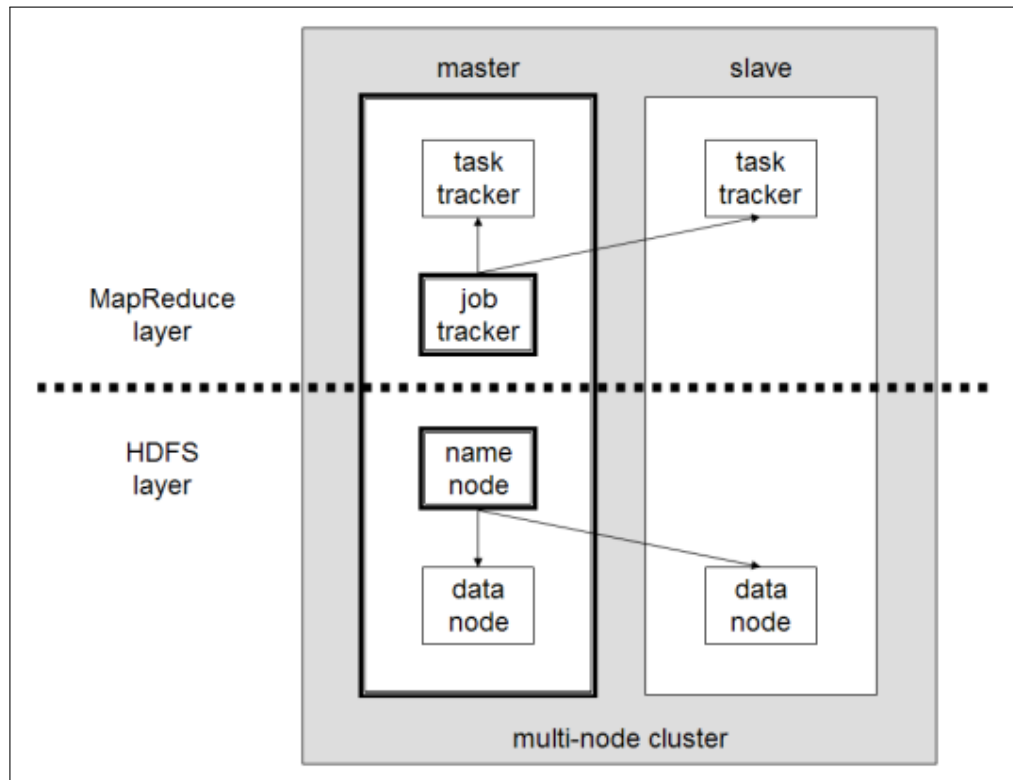 master
slave
task
tracker
task
tracker
MapReduce
layer
job
tracker
HDFS
layer
name
node
data
node
data
node
multi-node cluster